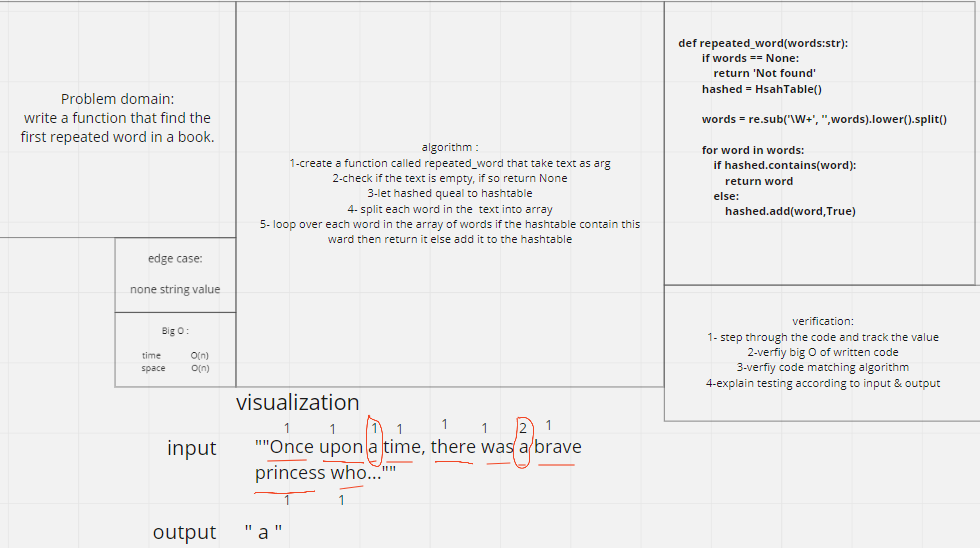 Problem domain:
write a function that find the
first repeated word in a book.
edge case:
none string value
Big O :
time O(n)
space O(n)
algorithm :
1-create a function called repeated_word that take text as arg
2-check if the text is empty, if so return None
3-let hashed queal to hashtable
4- split each word in the text into array
5- loop over each word in the array of words if the hashtable contain this
ward then return it else add it to the hashtable
def repeated_word(words:str):
if words == None:
return 'Not found'
hashed = HsahTable()
words = re.sub('\W+', '',words).lower().split()
for word in words:
if hashed.contains(word):
return word
else:
hashed.add(word,True)
verification:
1- step through the code and track the value
2-verfiy big O of written code
3-verfiy code matching algorithm
4-explain testing according to input & output
visualization
1 1 1 1 1 1 2 1
input ""Once upon a time, there was a brave
princess who...""
1 1
output " a "